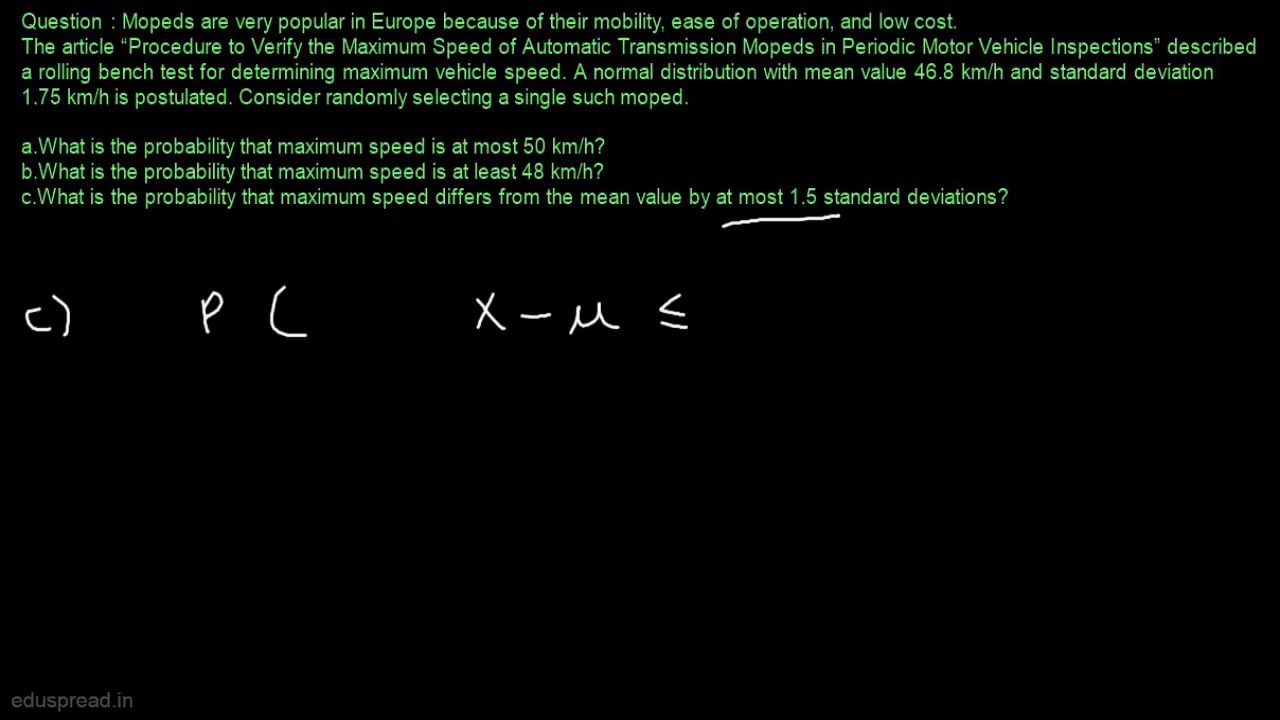 Question : Mopeds are very popular in Europe because of their mobility, ease of operation, and low cost.
The article “Procedure to Verify the Maximum Speed of Automatic Transmission Mopeds in Periodic Motor Vehicle Inspections” described
a rolling bench test for determining maximum vehicle speed. A normal distribution with mean value 46.8 km/h and standard deviation
1.75 km/h is postulated. Consider randomly selecting a single such moped.
a.What is the probability that maximum speed is at most 50 km/h?
b.What is the probability that maximum speed is at least 48 km/h?
c.What is the probability that maximum speed differs from the mean value by at most 1.5 standard deviations?
c) P ( X - μ ≤
eduspread.in